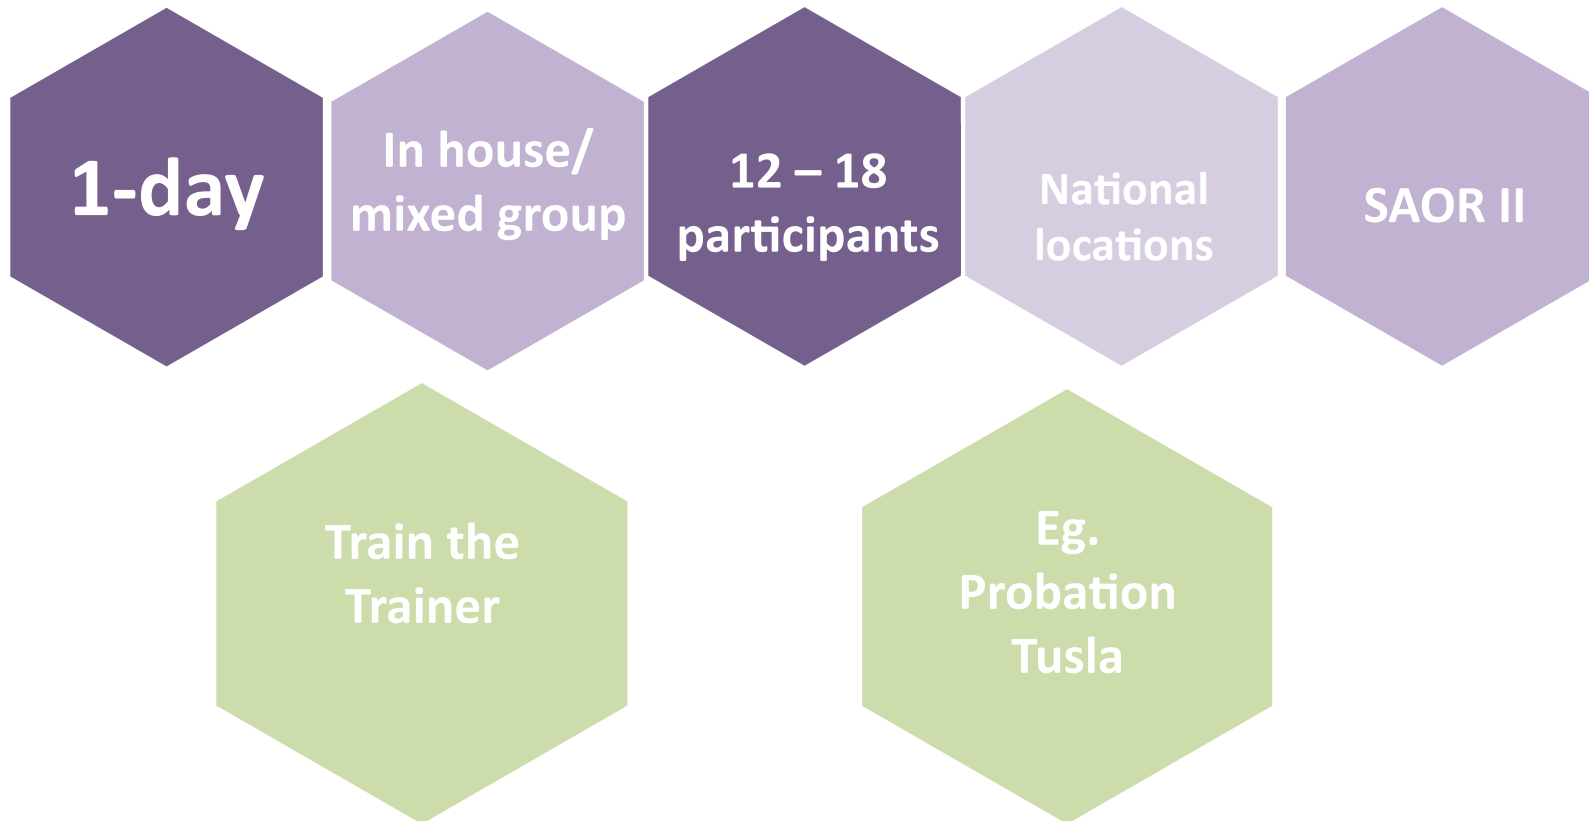 1-day
In house/
mixed group
12 – 18
participants
National
locations
SAOR II
Train the
Trainer
Eg.
Probation
Tusla